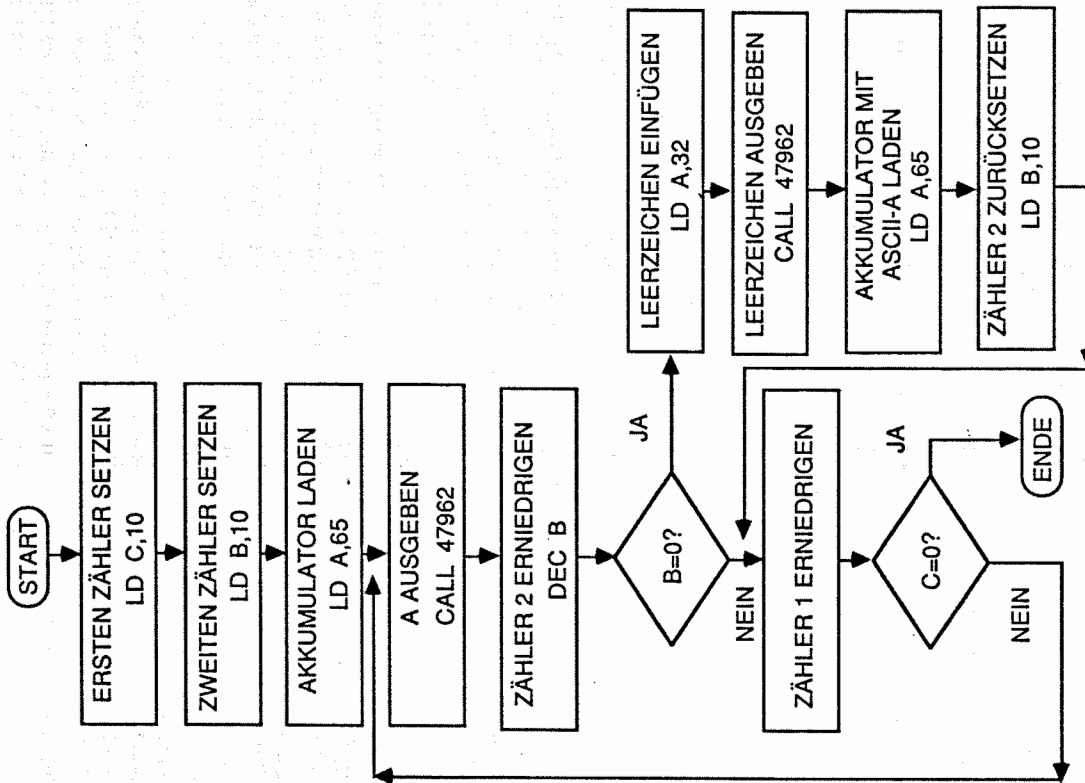 START
ERSTEN ZÄHLER SETZEN
LD C,10
ZWEITEN ZÄHLER SETZEN
LD B,10
AKKUMULATOR LADEN
LD A,65
A AUSGEBEN
CALL 47962
ZÄHLER 2 ERNIEDRIGEN
DEC B
B=0?
JA
NEIN
LEERZEICHEN EINFÜGEN
LD A,32
LEERZEICHEN AUSGEBEN
CALL 47962
AKKUMULATOR MIT
ASCII-A LADEN
LD A,65
ZÄHLER 2 ZURÜCKSETZEN
LD B,10
ZÄHLER 1 ERNIEDRIGEN
C=0?
JA
NEIN
ENDE